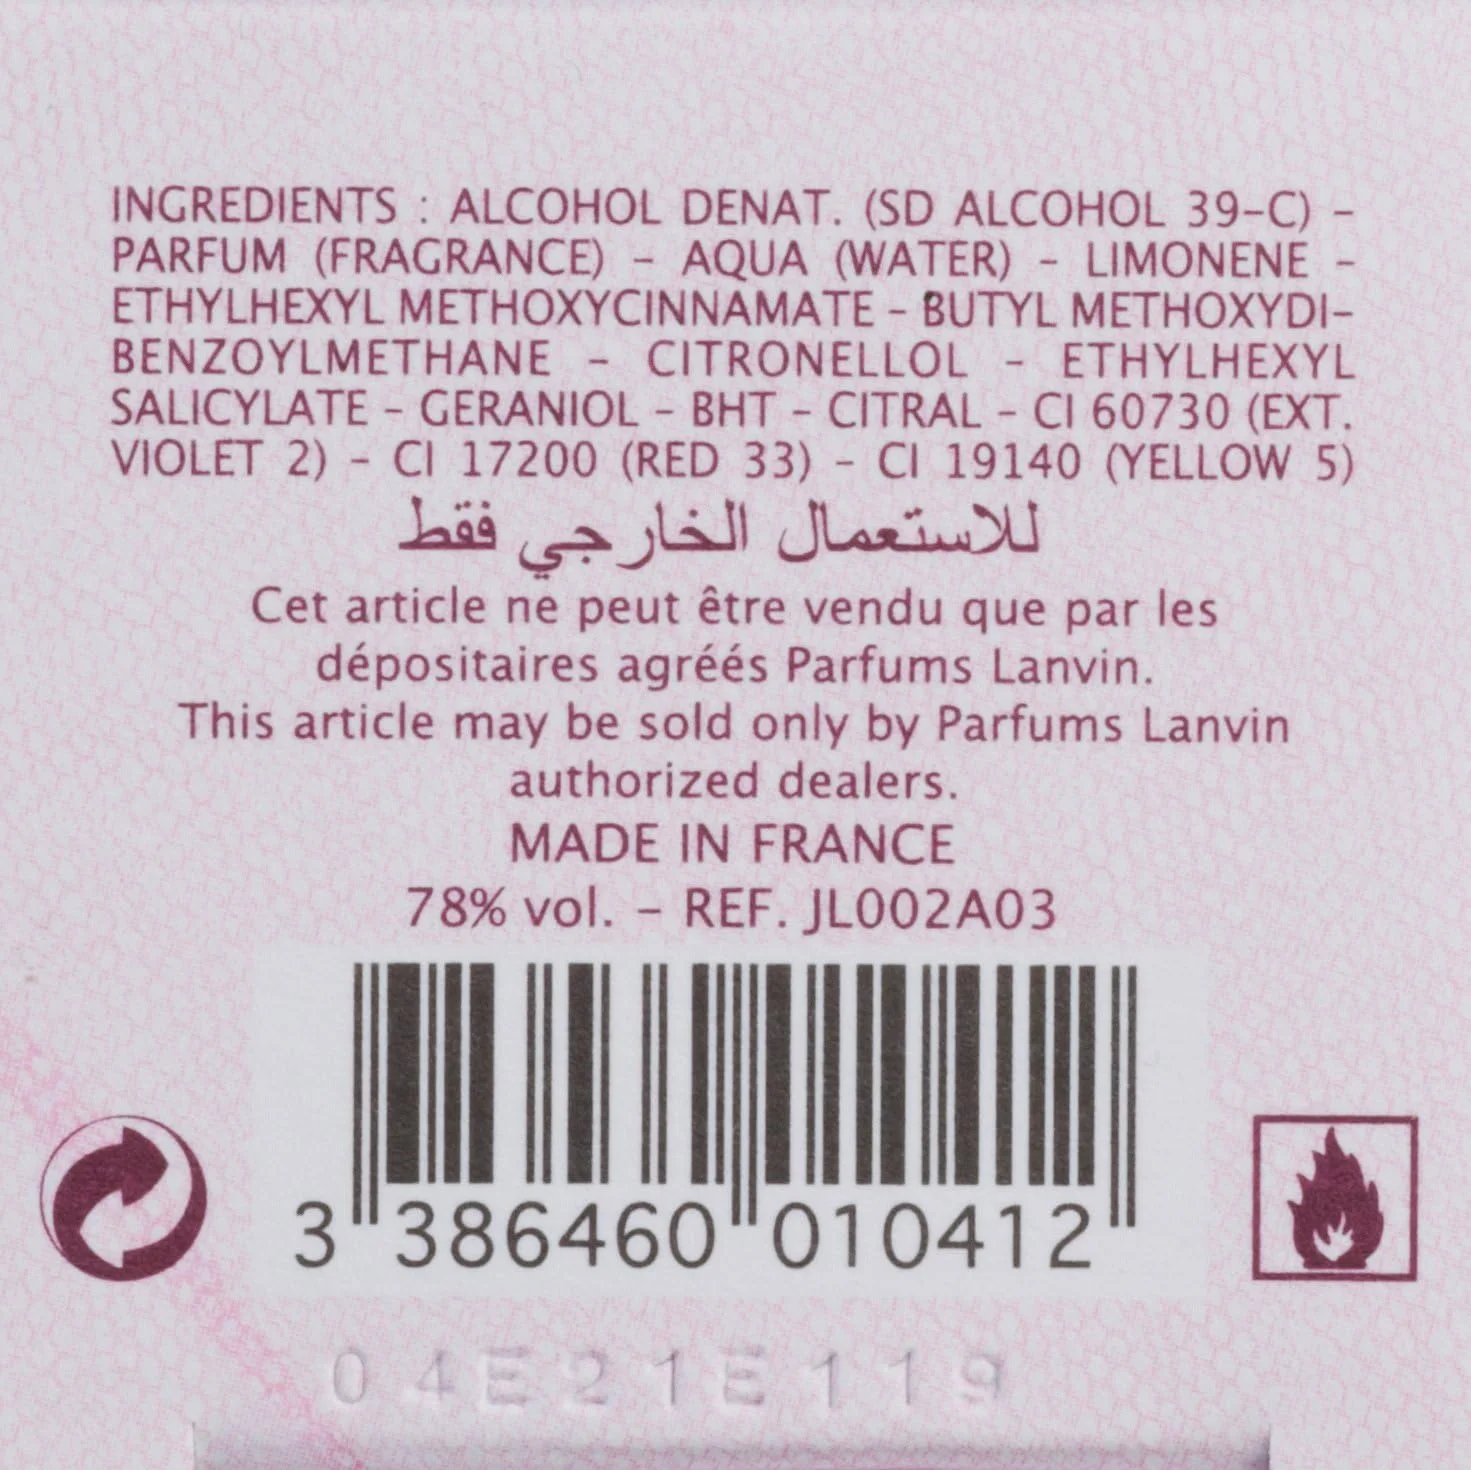 INGREDIENTS : ALCOHOL DENAT. (SD ALCOHOL 39-C) -
PARFUM (FRAGRANCE) - AQUA (WATER) - LIMONENE -
ETHYLHEXYL METHOXYCINNAMATE - BUTYL METHOXYDI-
BENZOYLMETHANE - CITRONELLOL - ETHYLHEXYL
SALICYLATE - GERANIOL - BHT - CITRAL - CI 60730 (EXT.
VIOLET 2) - CI 17200 (RED 33) - CI 19140 (YELLOW 5)
للاستعمال الخارجي فقط
Cet article ne peut être vendu que par les
dépositaires agréés Parfums Lanvin.
This article may be sold only by Parfums Lanvin
authorized dealers.
MADE IN FRANCE
78% vol. – REF. JL002A03
3 386460 010412
04E21E119